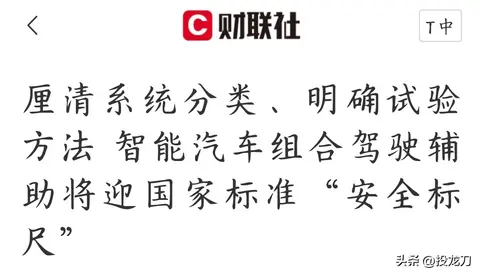 财联社
T中
厘清系统分类、明确试验
方法 智能汽车组合驾驶辅
助将迎国家标准“安全标
尺”
头条 @投龙刀